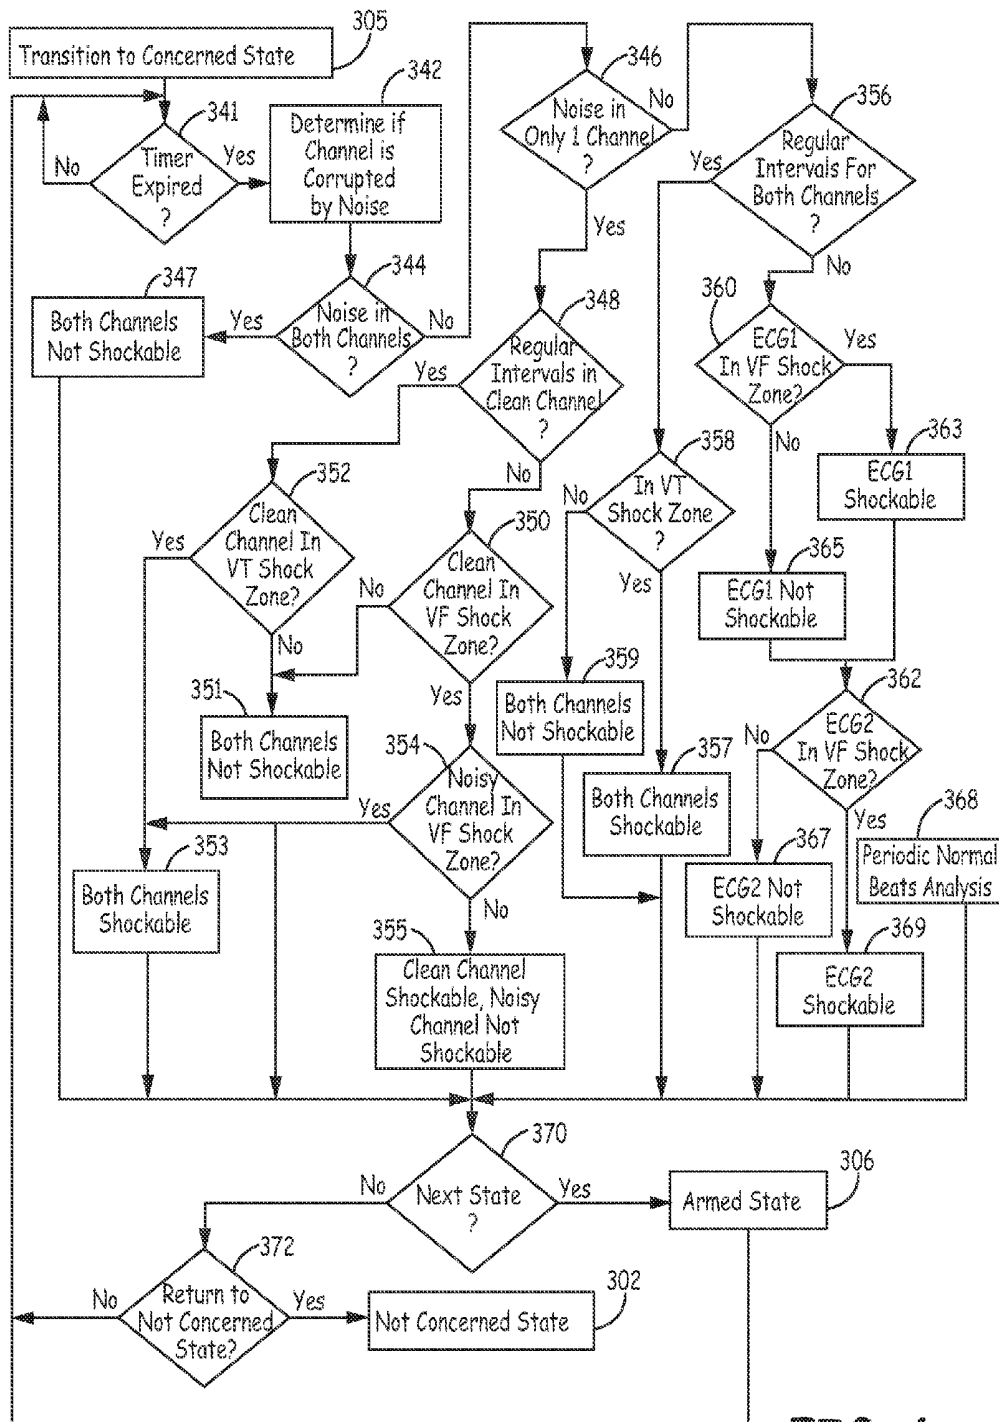 305
Transition to Concerned State
341
Timer
Expired
?
No
Yes
342
Determine if
Channel is
Corrupted
by Noise
344
Noise in
Both Channels
?
Yes
No
347
Both Channels
Not Shockable
346
Noise in
Only 1 Channel
?
No
Yes
356
Regular
Intervals For
Both Channels
?
Yes
No
348
Regular
Intervals in
Clean Channel
?
Yes
No
360
ECG1
In VF Shock
Zone?
Yes
No
363
ECG1
Shockable
352
Clean
Channel In
VT Shock
Zone?
Yes
No
350
Clean
Channel In
VF Shock
Zone?
No
Yes
358
In VT
Shock Zone
?
No
Yes
365
ECG1 Not
Shockable
351
Both Channels
Not Shockable
359
Both Channels
Not Shockable
362
ECG2
In VF Shock
Zone?
No
Yes
354
Noisy
Channel In
VF Shock
Zone?
Yes
No
357
Both Channels
Shockable
353
Both Channels
Shockable
367
ECG2 Not
Shockable
368
Periodic Normal
Beats Analysis
355
Clean Channel
Shockable, Noisy
Channel Not
Shockable
369
ECG2
Shockable
370
Next State
?
No
Yes
306
Armed State
372
Return to
Not Concerned
State?
No
Yes
302
Not Concerned State